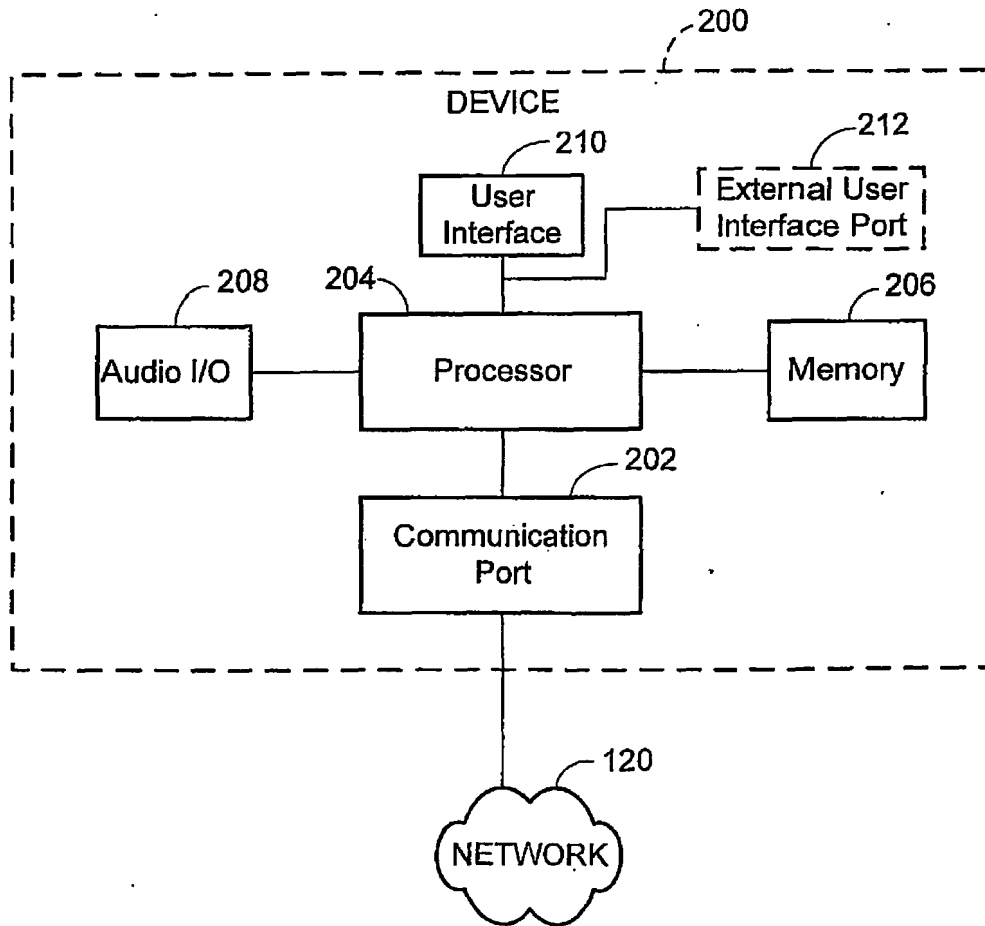 200
DEVICE
210
212
User
Interface
External User
Interface Port
208
204
206
Audio I/O
Processor
Memory
202
Communication
Port
120
NETWORK